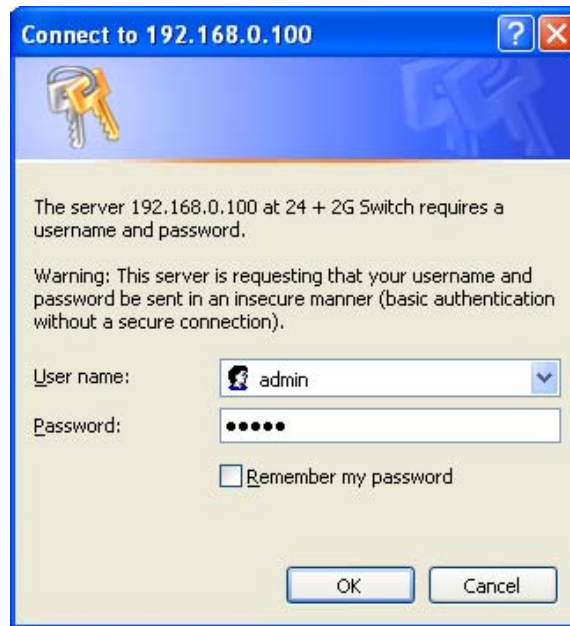 Connect to 192.168.0.100
The server 192.168.0.100 at 24 + 2G Switch requires a
username and password.
Warning: This server is requesting that your username and
password be sent in an insecure manner (basic authentication
without a secure connection).
User name:
admin
Password:
•••••
Remember my password
OK
Cancel